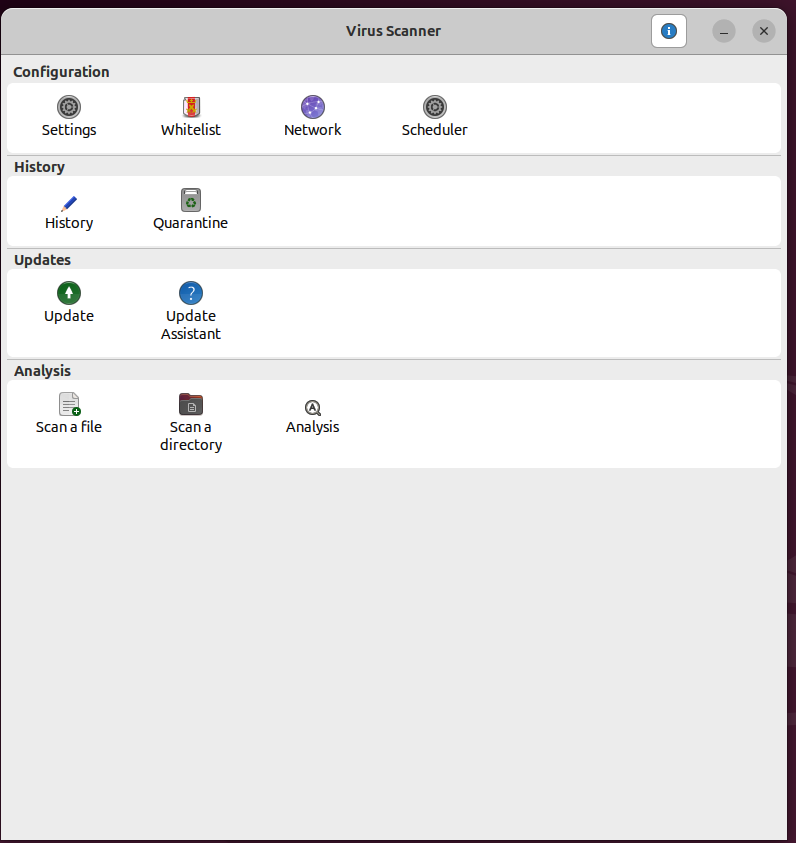 Virus Scanner
Configuration
Settings
Whitelist
Network
Scheduler
History
History
Quarantine
Updates
Update
Update
Assistant
Analysis
Scan a file
Scan a
directory
Analysis